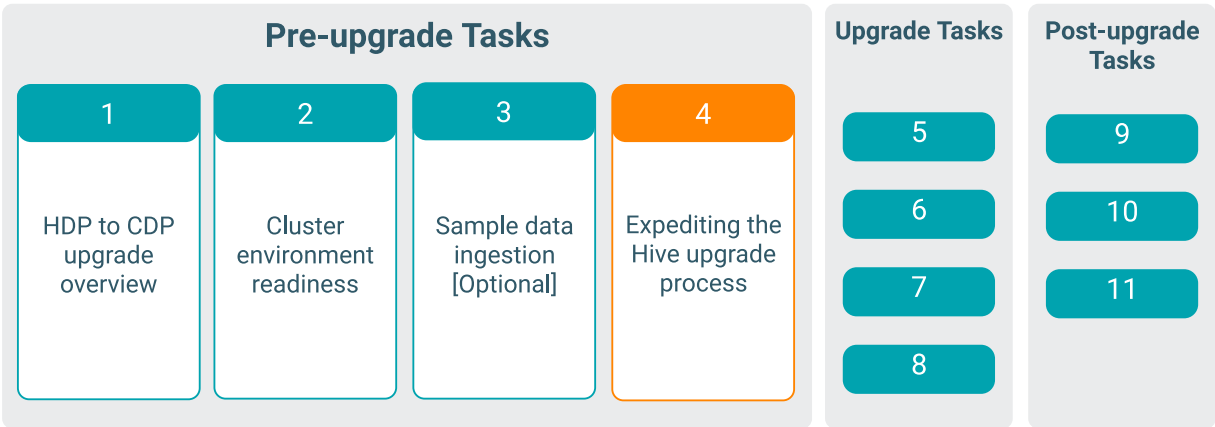 Pre-upgrade Tasks
1
HDP to CDP
upgrade
overview
2
Cluster
environment
readiness
3
Sample data
ingestion
[Optional]
4
Expediting the
Hive upgrade
process
Upgrade Tasks
5
6
7
8
Post-upgrade
Tasks
9
10
11